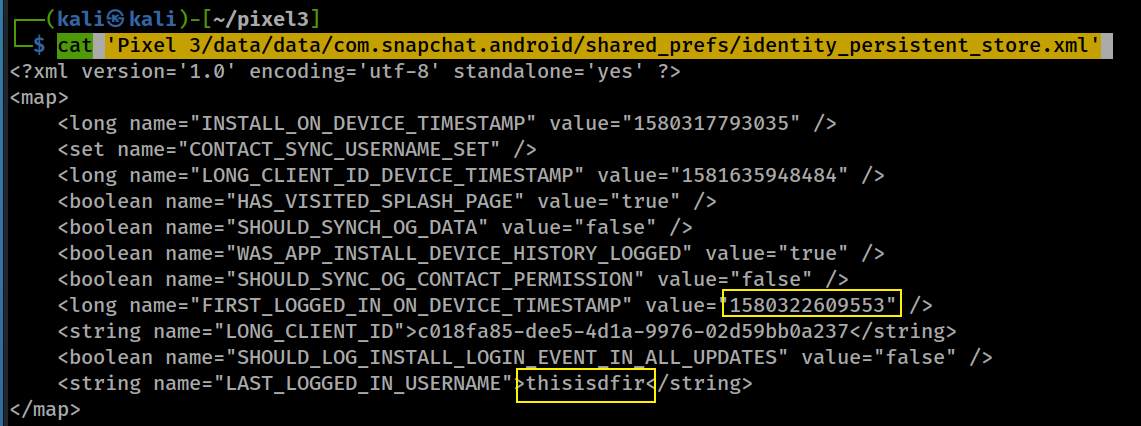 ┌──(kali㉿kali)-[~/pixel3]
└─$ cat 'Pixel 3/data/data/com.snapchat.android/shared_prefs/identity_persistent_store.xml'
<?xml version='1.0' encoding='utf-8' standalone='yes' ?>
<map>
    <long name="INSTALL_ON_DEVICE_TIMESTAMP" value="1580317793035" />
    <set name="CONTACT_SYNC_USERNAME_SET" />
    <long name="LONG_CLIENT_ID_DEVICE_TIMESTAMP" value="1581635948484" />
    <boolean name="HAS_VISITED_SPLASH_PAGE" value="true" />
    <boolean name="SHOULD_SYNCH_OG_DATA" value="false" />
    <boolean name="WAS_APP_INSTALL_DEVICE_HISTORY_LOGGED" value="true" />
    <boolean name="SHOULD_SYNC_OG_CONTACT_PERMISSION" value="false" />
    <long name="FIRST_LOGGED_IN_ON_DEVICE_TIMESTAMP" value="1580322609553" />
    <string name="LONG_CLIENT_ID">c018fa85-dee5-4d1a-9976-02d59bb0a237</string>
    <boolean name="SHOULD_LOG_INSTALL_LOGIN_EVENT_IN_ALL_UPDATES" value="false" />
    <string name="LAST_LOGGED_IN_USERNAME">thisisdfir</string>
</map>